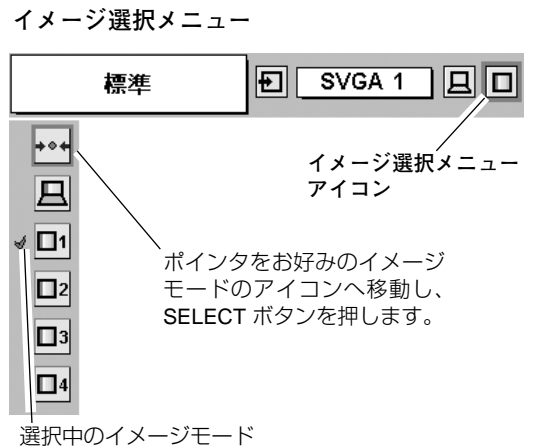 イメージ選択メニュー
標準
SVGA 1
イメージ選択メニュー
アイコン
ポインタをお好みのイメージ
モードのアイコンへ移動し、
SELECT ボタンを押します。
1
2
3
4
選択中のイメージモード